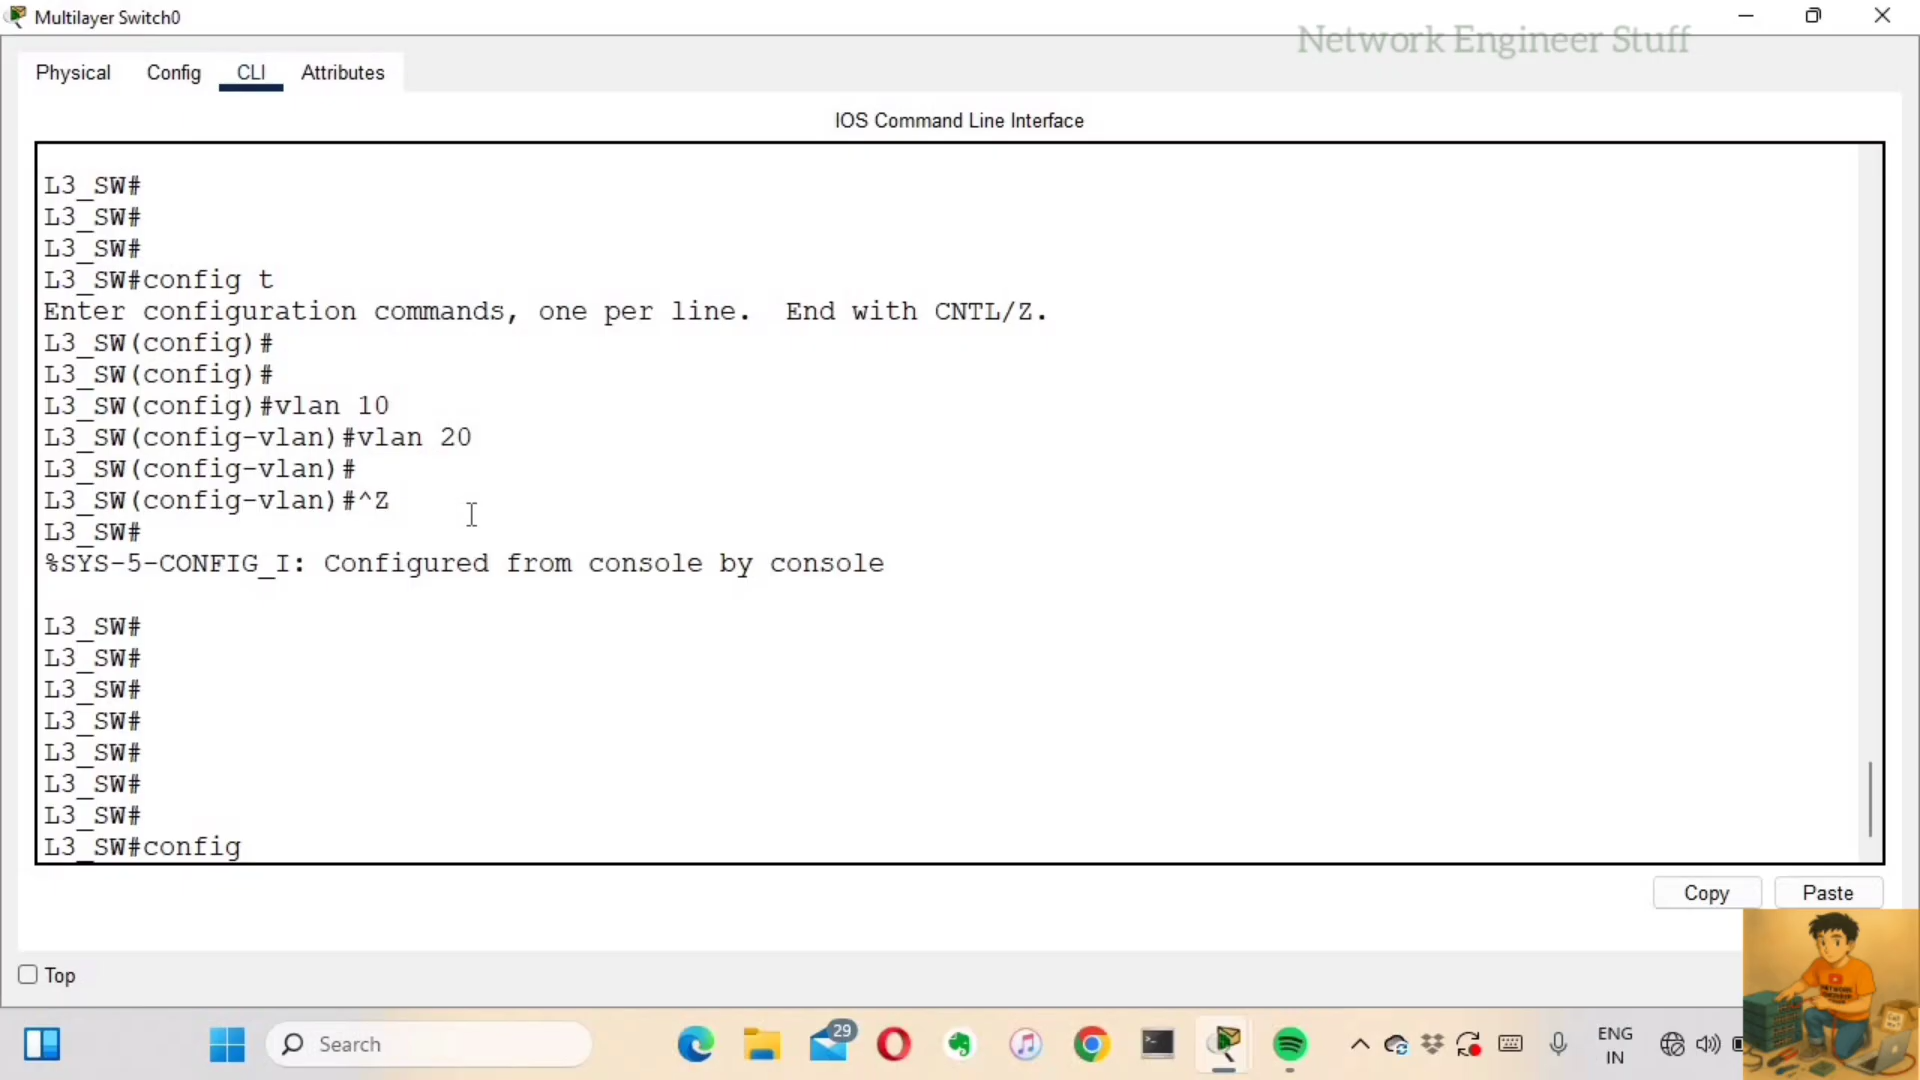 Multilayer Switch0
Network Engineer Stuff
Physical Config CLI Attributes
IOS Command Line Interface
L3_SW#
L3_SW#
L3_SW#
L3_SW#config t
Enter configuration commands, one per line.  End with CNTL/Z.
L3_SW(config)#
L3_SW(config)#
L3_SW(config)#vlan 10
L3_SW(config-vlan)#vlan 20
L3_SW(config-vlan)#
L3_SW(config-vlan)#^Z
L3_SW#
%SYS-5-CONFIG_I: Configured from console by console
L3_SW#
L3_SW#
L3_SW#
L3_SW#
L3_SW#
L3_SW#
L3_SW#
L3_SW#config
Copy Paste
Top
Search
29
ENG
IN